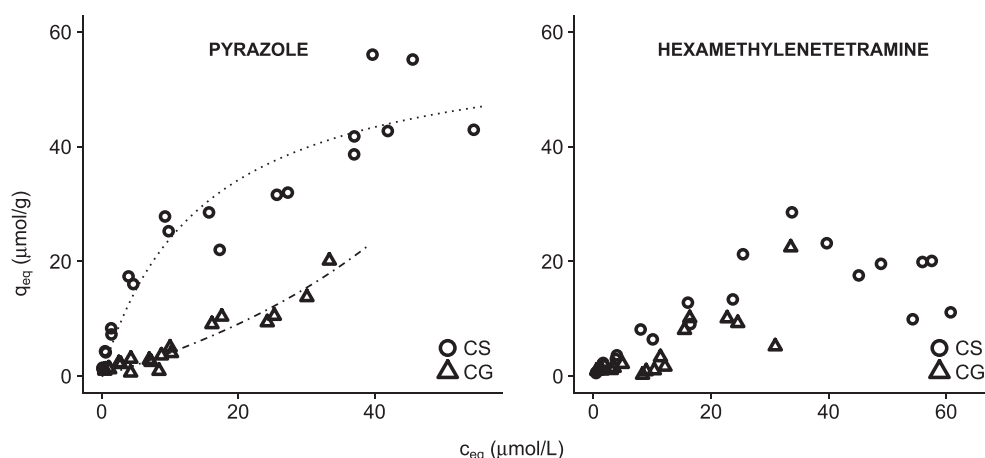 PYRAZOLE
60
40
20
0
0
20
40
CS
CG
HEXAMETHYLENETETRAMINE
60
40
20
0
0
20
40
60
CS
CG
q_eq (μmol/g)
c_eq (μmol/L)